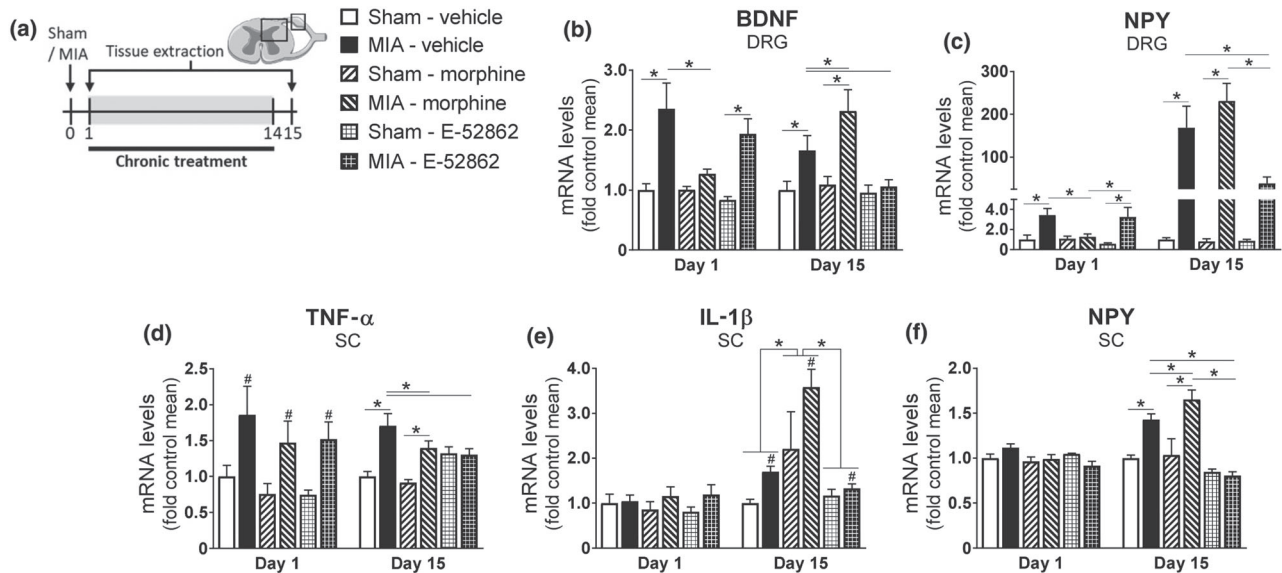 (a)
Sham
/ MIA
Tissue extraction
0 1 14 15
Chronic treatment
Sham - vehicle
MIA - vehicle
Sham - morphine
MIA - morphine
Sham - E-52862
MIA - E-52862
(b)
BDNF
DRG
mRNA levels
(fold control mean)
3.0
2.0
1.0
0
* * * * * *
Day 1 Day 15
(c)
NPY
DRG
mRNA levels
(fold control mean)
300
200
100
4.0
2.0
0
* * * * * * * *
Day 1 Day 15
(d)
TNF-α
SC
mRNA levels
(fold control mean)
2.5
2.0
1.5
1.0
0.5
0
# # # * * *
Day 1 Day 15
(e)
IL-1β
SC
mRNA levels
(fold control mean)
4.0
3.0
2.0
1.0
0
* * # # #
Day 1 Day 15
(f)
NPY
SC
mRNA levels
(fold control mean)
2.0
1.5
1.0
0.5
0
* * * * *
Day 1 Day 15